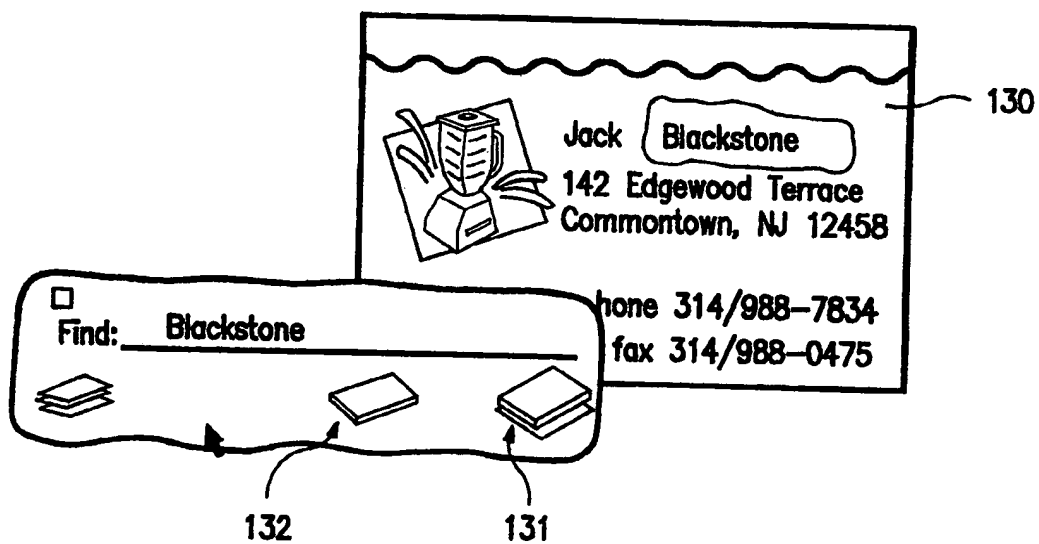 130
Jack Blackstone
142 Edgewood Terrace
Commontown, NJ 12458
hone 314/988-7834
fax 314/988-0475
Find: Blackstone
132
131